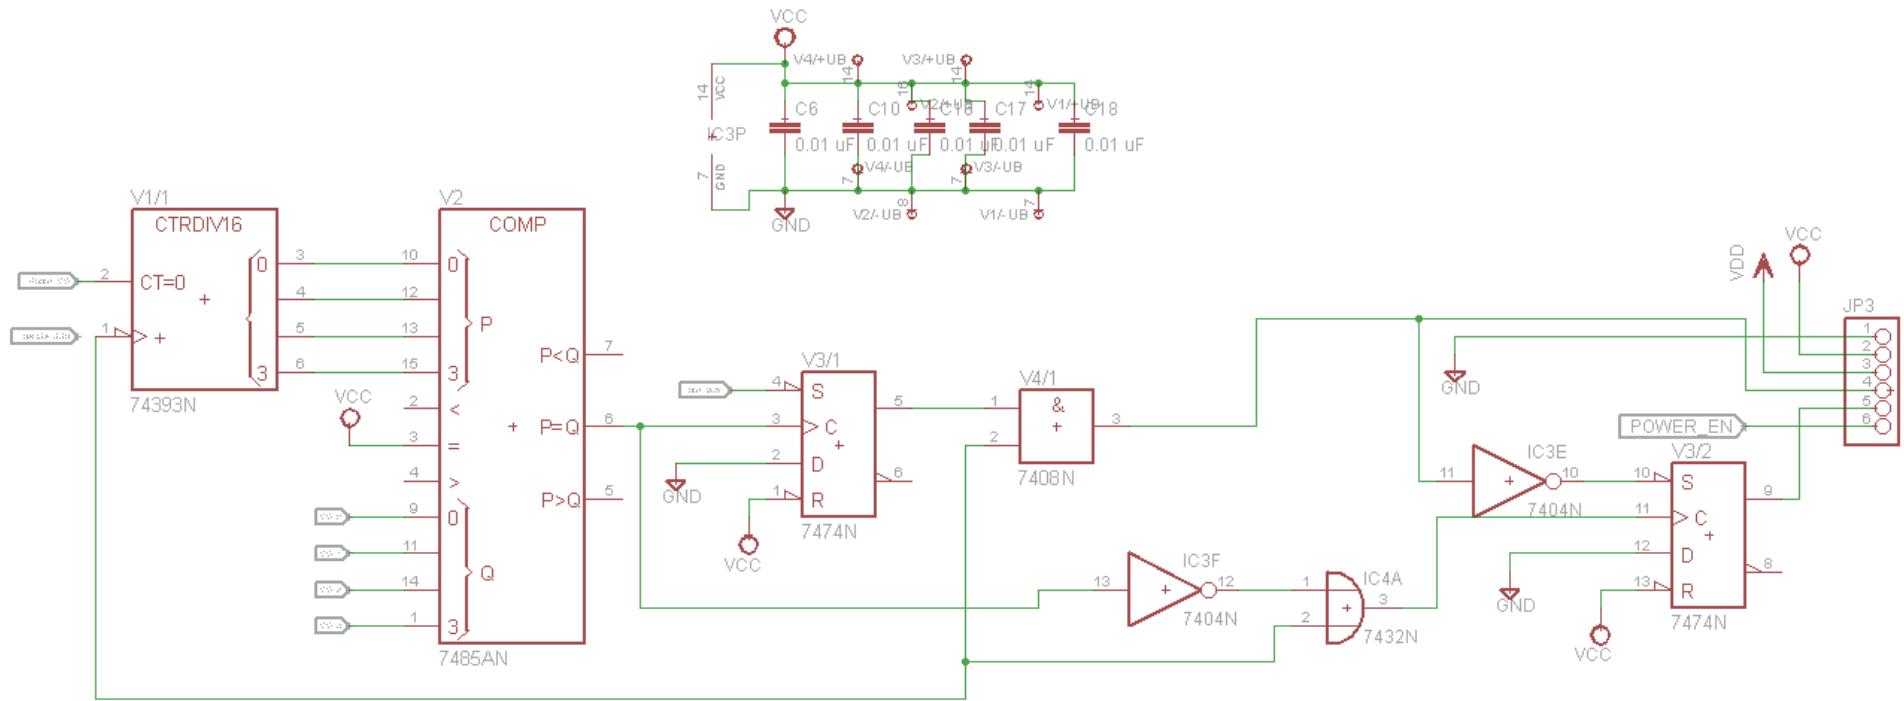 VCC
V4/+UB
V3/+UB
14
14
14
VCC
16
V2/+UB
14
V1/+UB
C6
C10
C16
C17
C18
IC3P
0.01 uF
0.01 uF
0.01 uF
0.01 uF
0.01 uF
7
GND
7
V4/-UB
7
V3/-UB
8
V2/-UB
7
V1/-UB
GND
V1/1
CTRDIV16
2
CT=0
1
0
3
3
4
5
6
74393N
V2
COMP
10
12
13
15
0
P
3
VCC
2
<
3
=
4
>
9
11
14
1
0
Q
3
P<Q
7
P=Q
6
P>Q
5
7485AN
V3/1
4
S
3
C
2
D
1
R
5
6
GND
VCC
7474N
V4/1
&
1
2
3
7408N
IC3F
13
12
7404N
IC4A
1
2
3
7432N
IC3E
11
10
7404N
V3/2
10
S
11
C
12
D
13
R
9
8
GND
VCC
7474N
VDD
VCC
JP3
1
2
3
4
5
6
GND
POWER_EN